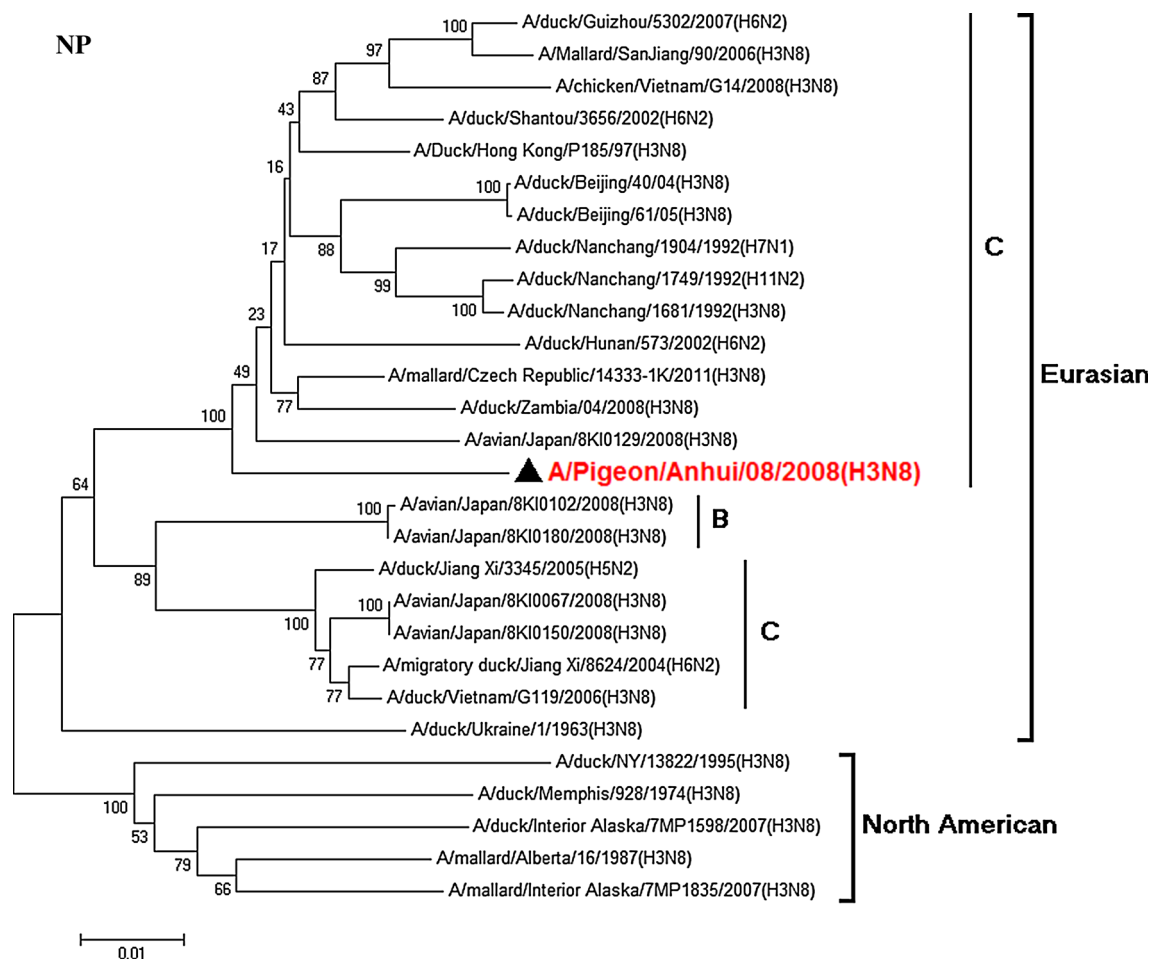 NP
100
A/duck/Guizhou/5302/2007(H6N2)
97
A/Mallard/SanJiang/90/2006(H3N8)
87
A/chicken/Vietnam/G14/2008(H3N8)
43
A/duck/Shantou/3656/2002(H6N2)
A/Duck/Hong Kong/P185/97(H3N8)
16
100
A/duck/Beijing/40/04(H3N8)
A/duck/Beijing/61/05(H3N8)
17
88
A/duck/Nanchang/1904/1992(H7N1)
99
A/duck/Nanchang/1749/1992(H11N2)
100
A/duck/Nanchang/1681/1992(H3N8)
23
A/duck/Hunan/573/2002(H6N2)
49
A/mallard/Czech Republic/14333-1K/2011(H3N8)
77
A/duck/Zambia/04/2008(H3N8)
100
A/avian/Japan/8KI0129/2008(H3N8)
A/Pigeon/Anhui/08/2008(H3N8)
C
64
100
A/avian/Japan/8KI0102/2008(H3N8)
A/avian/Japan/8KI0180/2008(H3N8)
B
89
A/duck/Jiang Xi/3345/2005(H5N2)
100
100
A/avian/Japan/8KI0067/2008(H3N8)
A/avian/Japan/8KI0150/2008(H3N8)
77
A/migratory duck/Jiang Xi/8624/2004(H6N2)
77
A/duck/Vietnam/G119/2006(H3N8)
C
A/duck/Ukraine/1/1963(H3N8)
Eurasian
A/duck/NY/13822/1995(H3N8)
100
A/duck/Memphis/928/1974(H3N8)
53
A/duck/Interior Alaska/7MP1598/2007(H3N8)
79
A/mallard/Alberta/16/1987(H3N8)
66
A/mallard/Interior Alaska/7MP1835/2007(H3N8)
North American
0.01